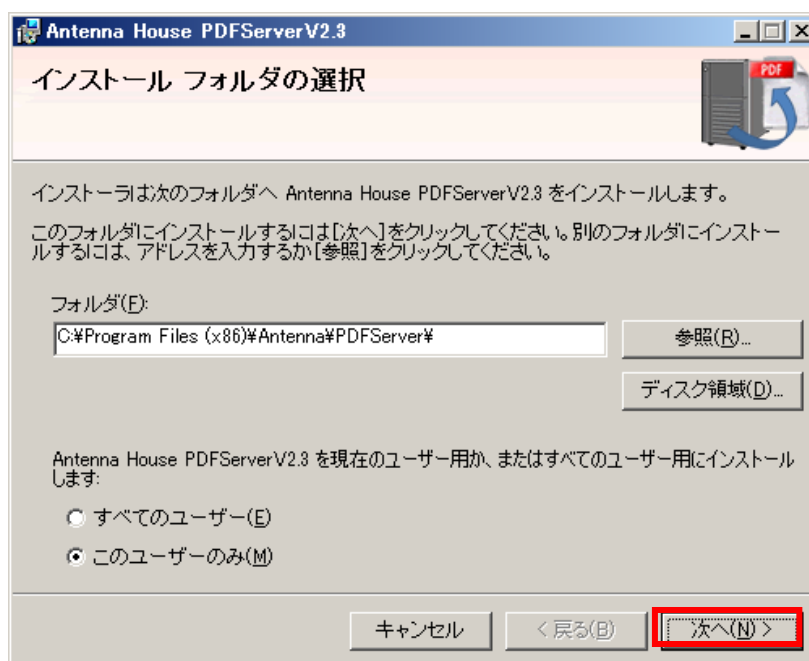 Antenna House PDFServerV2.3
インストール フォルダの選択
PDF
インストーラは次のフォルダへ Antenna House PDFServerV2.3 をインストールします。
このフォルダにインストールするには[次へ]をクリックしてください。別のフォルダにインストー
ルするには、アドレスを入力するか[参照]をクリックしてください。
フォルダ(F):
C:¥Program Files (x86)¥Antenna¥PDFServer¥
参照(R)...
ディスク領域(D)...
Antenna House PDFServerV2.3 を現在のユーザー用か、またはすべてのユーザー用にインストール
します:
すべてのユーザー(E)
このユーザーのみ(M)
キャンセル
< 戻る(B)
次へ(N) >